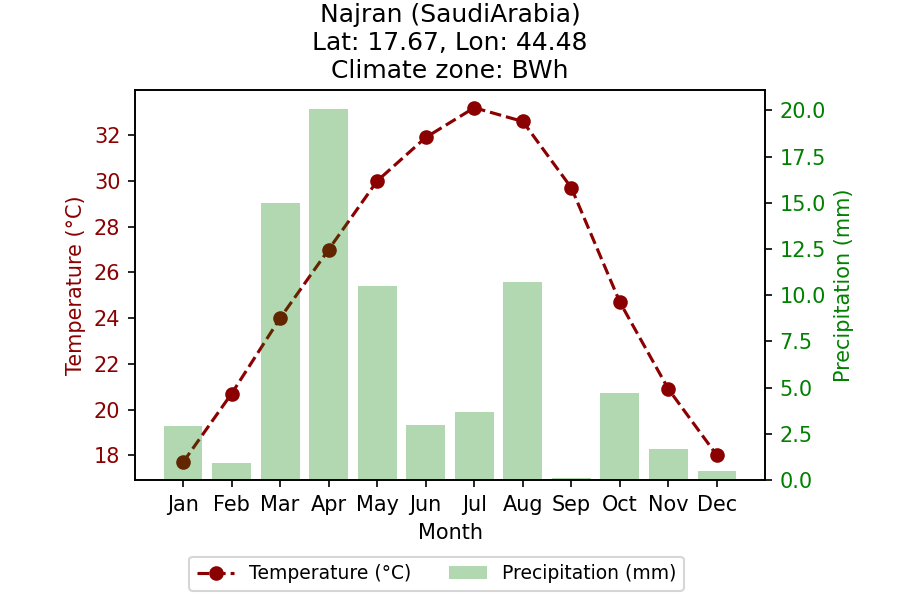 Najran (SaudiArabia)
Lat: 17.67, Lon: 44.48
Climate zone: BWh
Temperature (°C)
32
30
28
26
24
22
20
18
Precipitation (mm)
20.0
17.5
15.0
12.5
10.0
7.5
5.0
2.5
0.0
Jan Feb Mar Apr May Jun Jul Aug Sep Oct Nov Dec
Month
Temperature (°C) Precipitation (mm)